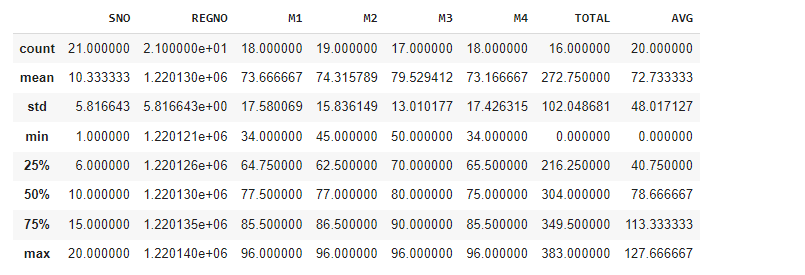 SNO REGNO M1 M2 M3 M4 TOTAL AVG
count 21.000000 2.100000e+01 18.000000 19.000000 17.000000 18.000000 16.000000 20.000000
mean 10.333333 1.220130e+06 73.666667 74.315789 79.529412 73.166667 272.750000 72.733333
std 5.816643 5.816643e+00 17.580069 15.836149 13.010177 17.426315 102.048681 48.017127
min 1.000000 1.220121e+06 34.000000 45.000000 50.000000 34.000000 0.000000 0.000000
25% 6.000000 1.220126e+06 64.750000 62.500000 70.000000 65.500000 216.250000 40.750000
50% 10.000000 1.220130e+06 77.500000 77.000000 80.000000 75.000000 304.000000 78.666667
75% 15.000000 1.220135e+06 85.500000 86.500000 90.000000 85.500000 349.500000 113.333333
max 20.000000 1.220140e+06 96.000000 96.000000 96.000000 96.000000 383.000000 127.666667